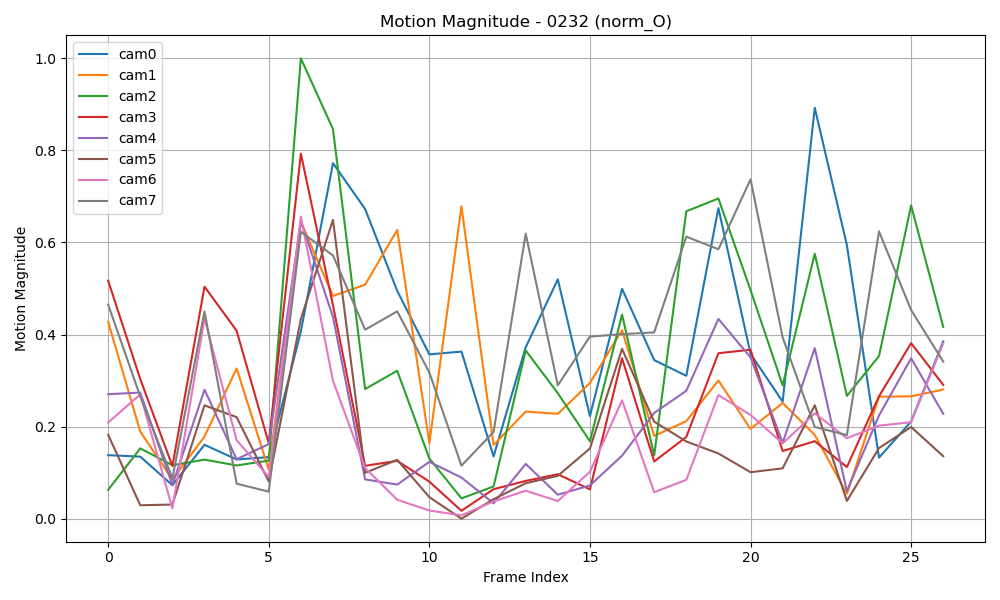 Motion Magnitude - 0232 (norm_O)
cam0
cam1
cam2
cam3
cam4
cam5
cam6
cam7
Motion Magnitude
1.0
0.8
0.6
0.4
0.2
0.0
0 5 10 15 20 25
Frame Index